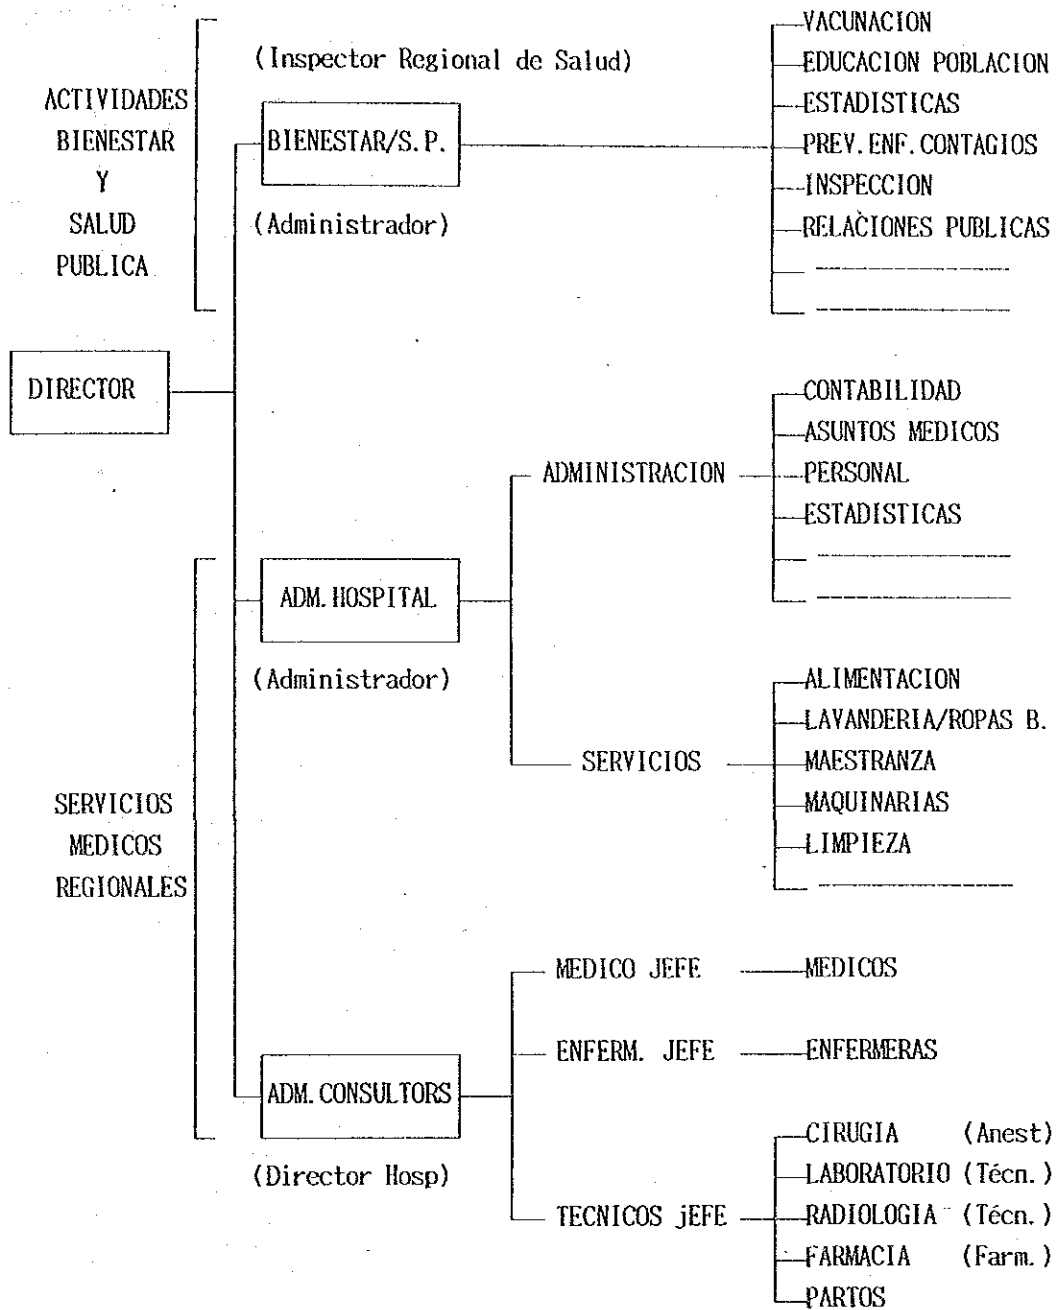 ACTIVIDADES
BIENESTAR
Y
SALUD
PUBLICA
(Inspector Regional de Salud)
BIENESTAR/S.P.
(Administrador)
VACUNACION
EDUCACION POBLACION
ESTADISTICAS
PREV.ENF.CONTAGIOS
INSPECCION
RELACIONES PUBLICAS
DIRECTOR
SERVICIOS
MEDICOS
REGIONALES
ADM.HOSPITAL
(Administrador)
ADMINISTRACION
CONTABILIDAD
ASUNTOS MEDICOS
PERSONAL
ESTADISTICAS
SERVICIOS
ALIMENTACION
LAVANDERIA/ROPAS B.
MAESTRANZA
MAQUINARIAS
LIMPIEZA
ADM.CONSULTORS
(Director Hosp)
MEDICO JEFE
MEDICOS
ENFERM. JEFE
ENFERMERAS
TECNICOS jEFE
CIRUGIA (Anest)
LABORATORIO (Técn.)
RADIOLOGIA (Técn.)
FARMACIA (Farm.)
PARTOS